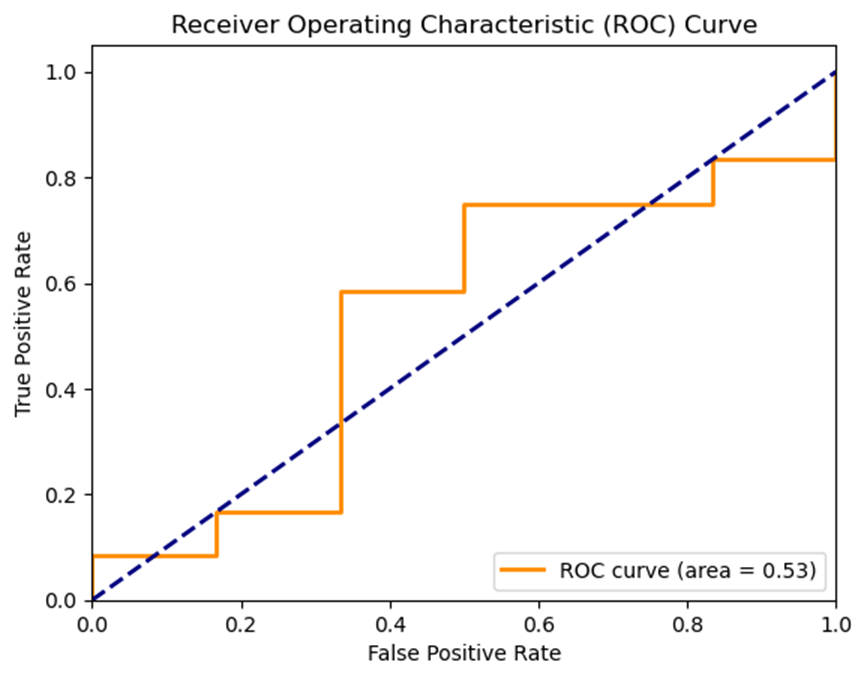 Receiver Operating Characteristic (ROC) Curve
1.0
0.8
0.6
0.4
0.2
0.0
True Positive Rate
ROC curve (area = 0.53)
0.0 0.2 0.4 0.6 0.8 1.0
False Positive Rate